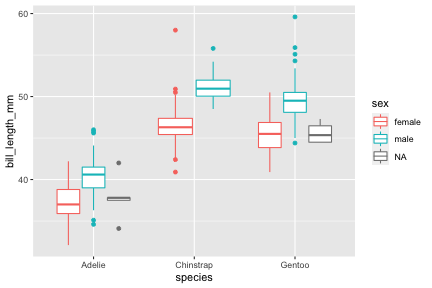 60
50
40
bill_length_mm
Adelie
Chinstrap
Gentoo
species
sex
female
male
NA